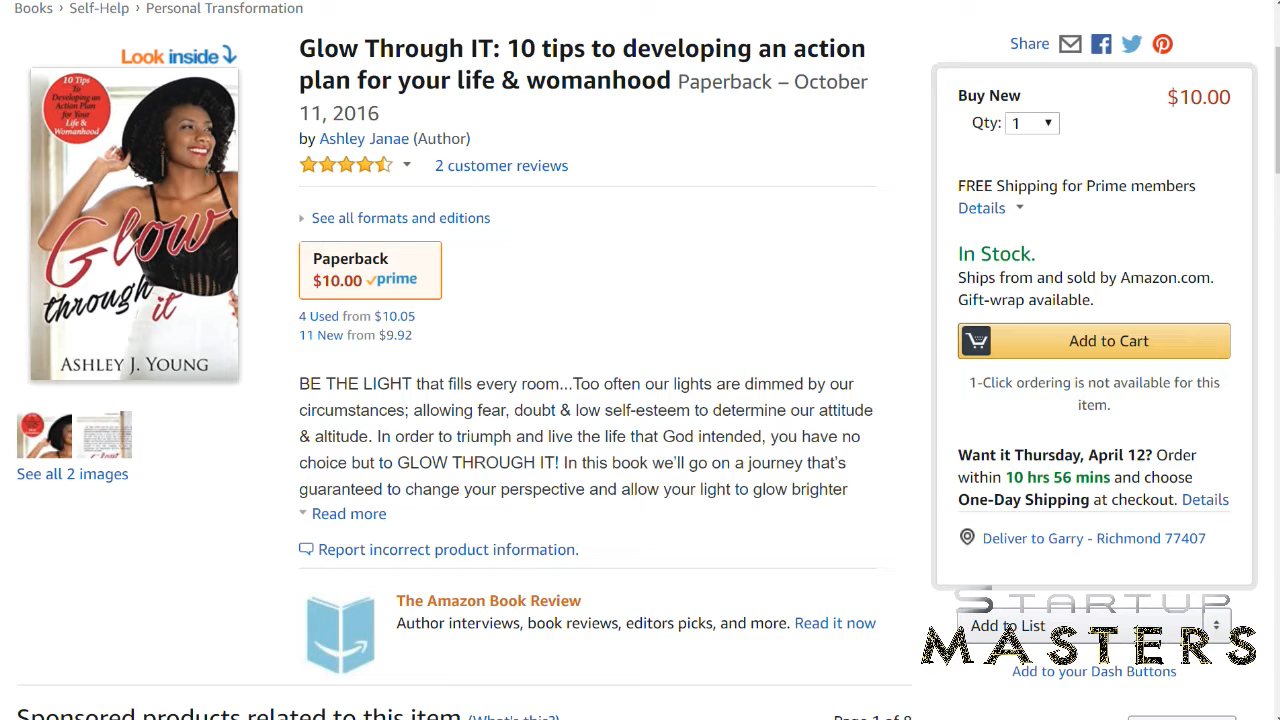 Books › Self-Help › Personal Transformation
Look inside
10 Tips
To
Developing an
Action Plan
for Your
Life &
Womanhood
Glow
through it
ASHLEY J. YOUNG
See all 2 images
Glow Through IT: 10 tips to developing an action
plan for your life & womanhood Paperback – October
11, 2016
by Ashley Janae (Author)
2 customer reviews
See all formats and editions
Paperback
$10.00 prime
4 Used from $10.05
11 New from $9.92
BE THE LIGHT that fills every room...Too often our lights are dimmed by our
circumstances; allowing fear, doubt & low self-esteem to determine our attitude
& altitude. In order to triumph and live the life that God intended, you have no
choice but to GLOW THROUGH IT! In this book we'll go on a journey that's
guaranteed to change your perspective and allow your light to glow brighter
Read more
Report incorrect product information.
The Amazon Book Review
Author interviews, book reviews, editors picks, and more. Read it now
Share
Buy New $10.00
Qty: 1
FREE Shipping for Prime members
Details
In Stock.
Ships from and sold by Amazon.com.
Gift-wrap available.
Add to Cart
1-Click ordering is not available for this
item.
Want it Thursday, April 12? Order
within 10 hrs 56 mins and choose
One-Day Shipping at checkout. Details
Deliver to Garry - Richmond 77407
STARTUP
Add to List
MASTERS
Add to your Dash Buttons
Sponsored products related to this item (What's this?) Page 1 of 8